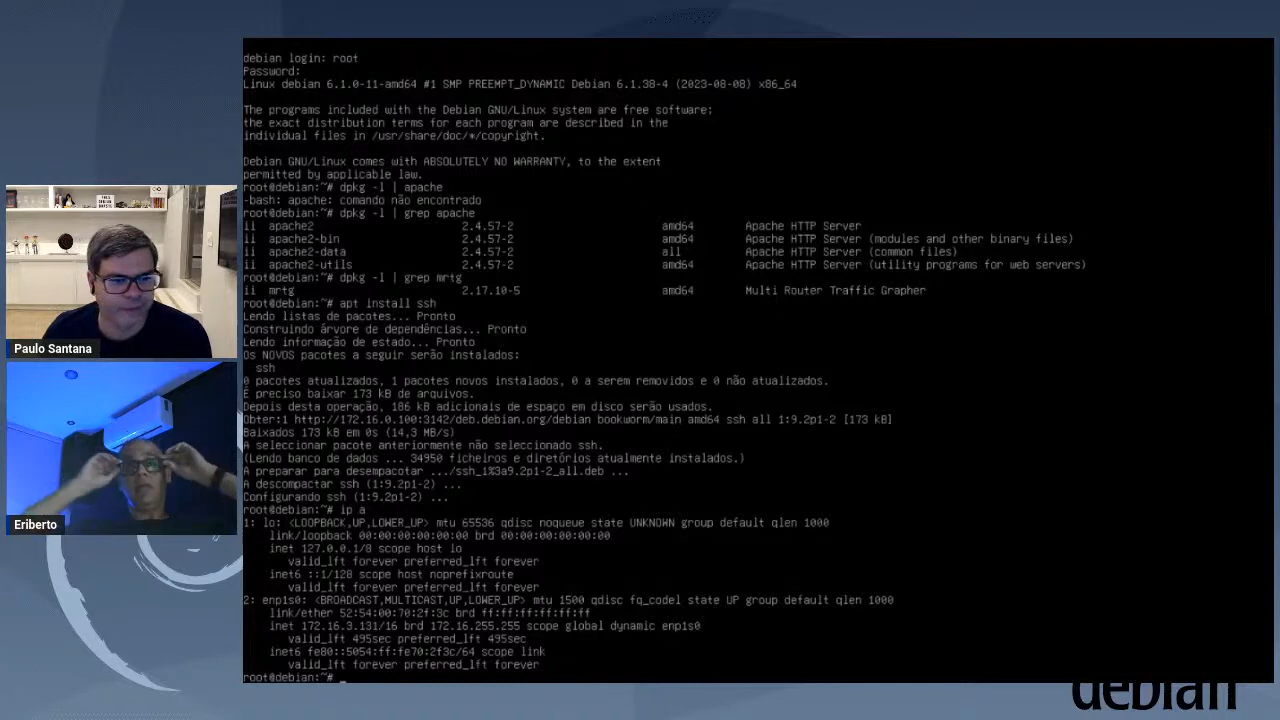 debian login: root
Password:
Linux debian 6.1.0-11-amd64 #1 SMP PREEMPT_DYNAMIC Debian 6.1.38-4 (2023-08-08) x86_64
The programs included with the Debian GNU/Linux system are free software;
the exact distribution terms for each program are described in the
individual files in /usr/share/doc/*/copyright.
Debian GNU/Linux comes with ABSOLUTELY NO WARRANTY, to the extent
permitted by applicable law.
root@debian:~# dpkg -l | apache
-bash: apache: comando não encontrado
root@debian:~# dpkg -l | grep apache
ii  apache2 2.4.57-2 amd64 Apache HTTP Server
ii  apache2-bin 2.4.57-2 amd64 Apache HTTP Server (modules and other binary files)
ii  apache2-data 2.4.57-2 all Apache HTTP Server (common files)
ii  apache2-utils 2.4.57-2 amd64 Apache HTTP Server (utility programs for web servers)
root@debian:~# dpkg -l | grep mrtg
ii  mrtg 2.17.10-5 amd64 Multi Router Traffic Grapher
root@debian:~# apt install ssh
Lendo listas de pacotes... Pronto
Construindo árvore de dependências... Pronto
Lendo informação de estado... Pronto
Os NOVOS pacotes a seguir serão instalados:
ssh
0 pacotes atualizados, 1 pacotes novos instalados, 0 a serem removidos e 0 não atualizados.
É preciso baixar 173 kB de arquivos.
Depois desta operação, 186 kB adicionais de espaço em disco serão usados.
Obter:1 http://172.16.0.100:3142/deb.debian.org/debian bookworm/main amd64 ssh all 1:9.2p1-2 [173 kB]
Baixados 173 kB em 0s (14,3 MB/s)
A seleccionar pacote anteriormente não seleccionado ssh.
(Lendo banco de dados ... 34950 ficheiros e diretórios atualmente instalados.)
A preparar para desempacotar .../ssh_1%3a9.2p1-2_all.deb ...
A descompactar ssh (1:9.2p1-2) ...
Configurando ssh (1:9.2p1-2) ...
root@debian:~# ip a
1: lo: <LOOPBACK,UP,LOWER_UP> mtu 65536 qdisc noqueue state UNKNOWN group default qlen 1000
link/loopback 00:00:00:00:00:00 brd 00:00:00:00:00:00
inet 127.0.0.1/8 scope host lo
valid_lft forever preferred_lft forever
inet6 ::1/128 scope host noprefixroute
valid_lft forever preferred_lft forever
2: enp1s0: <BROADCAST,MULTICAST,UP,LOWER_UP> mtu 1500 qdisc fq_codel state UP group default qlen 1000
link/ether 52:54:00:70:2f:3c brd ff:ff:ff:ff:ff:ff
inet 172.16.3.131/16 brd 172.16.255.255 scope global dynamic enp1s0
valid_lft 495sec preferred_lft 495sec
inet6 fe80::5054:ff:fe70:2f3c/64 scope link
valid_lft forever preferred_lft forever
root@debian:~# _
Paulo Santana
Eriberto
debian